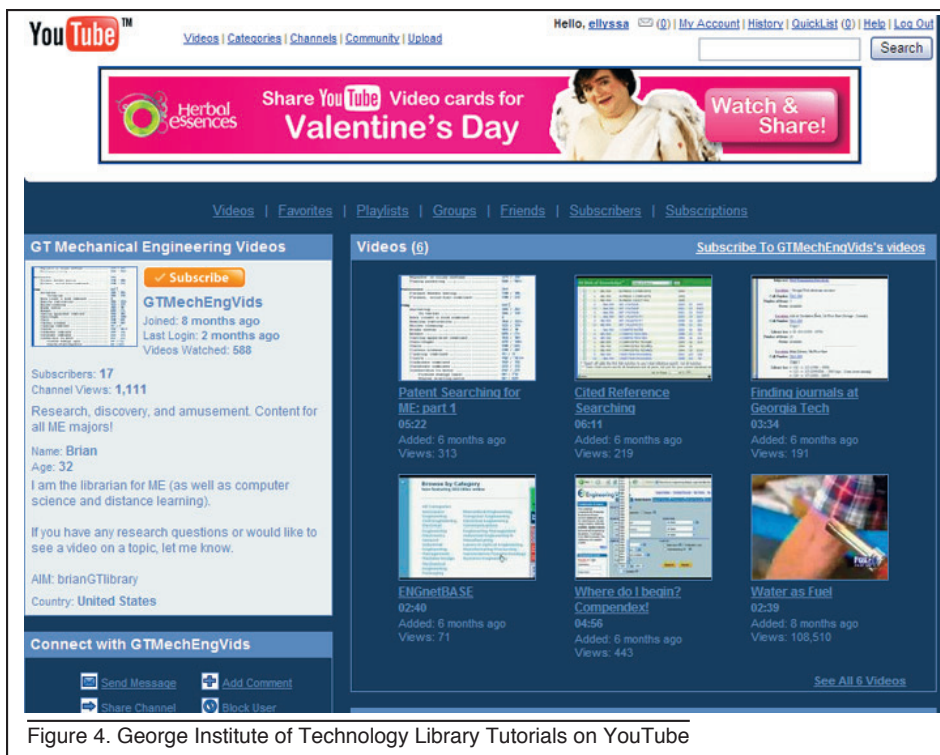 YouTube™
Videos | Categories | Channels | Community | Upload
Hello, ellyssa (0) | My Account | History | QuickList (0) | Help | Log Out
Search
Herbal essences
Share YouTube Video cards for
Valentine's Day
Watch & Share!
Videos | Favorites | Playlists | Groups | Friends | Subscribers | Subscriptions
GT Mechanical Engineering Videos
Subscribe
GTMechEngVids
Joined: 8 months ago
Last Login: 2 months ago
Videos Watched: 588
Subscribers: 17
Channel Views: 1,111
Research, discovery, and amusement. Content for
all ME majors!
Name: Brian
Age: 32
I am the librarian for ME (as well as computer
science and distance learning).
If you have any research questions or would like to
see a video on a topic, let me know.
AIM: brianGTlibrary
Country: United States
Connect with GTMechEngVids
Send Message
Add Comment
Share Channel
Block User
Videos (6)
Subscribe To GTMechEngVids's videos
Patent Searching for
ME: part 1
05:22
Added: 6 months ago
Views: 313
Cited Reference
Searching
06:11
Added: 6 months ago
Views: 219
Finding journals at
Georgia Tech
03:34
Added: 6 months ago
Views: 191
Browse by Category
ENGnetBASE
02:40
Added: 6 months ago
Views: 71
Where do I begin?
Compendex!
04:56
Added: 6 months ago
Views: 443
Water as Fuel
02:39
Added: 8 months ago
Views: 108,510
See All 6 Videos
Figure 4. George Institute of Technology Library Tutorials on YouTube